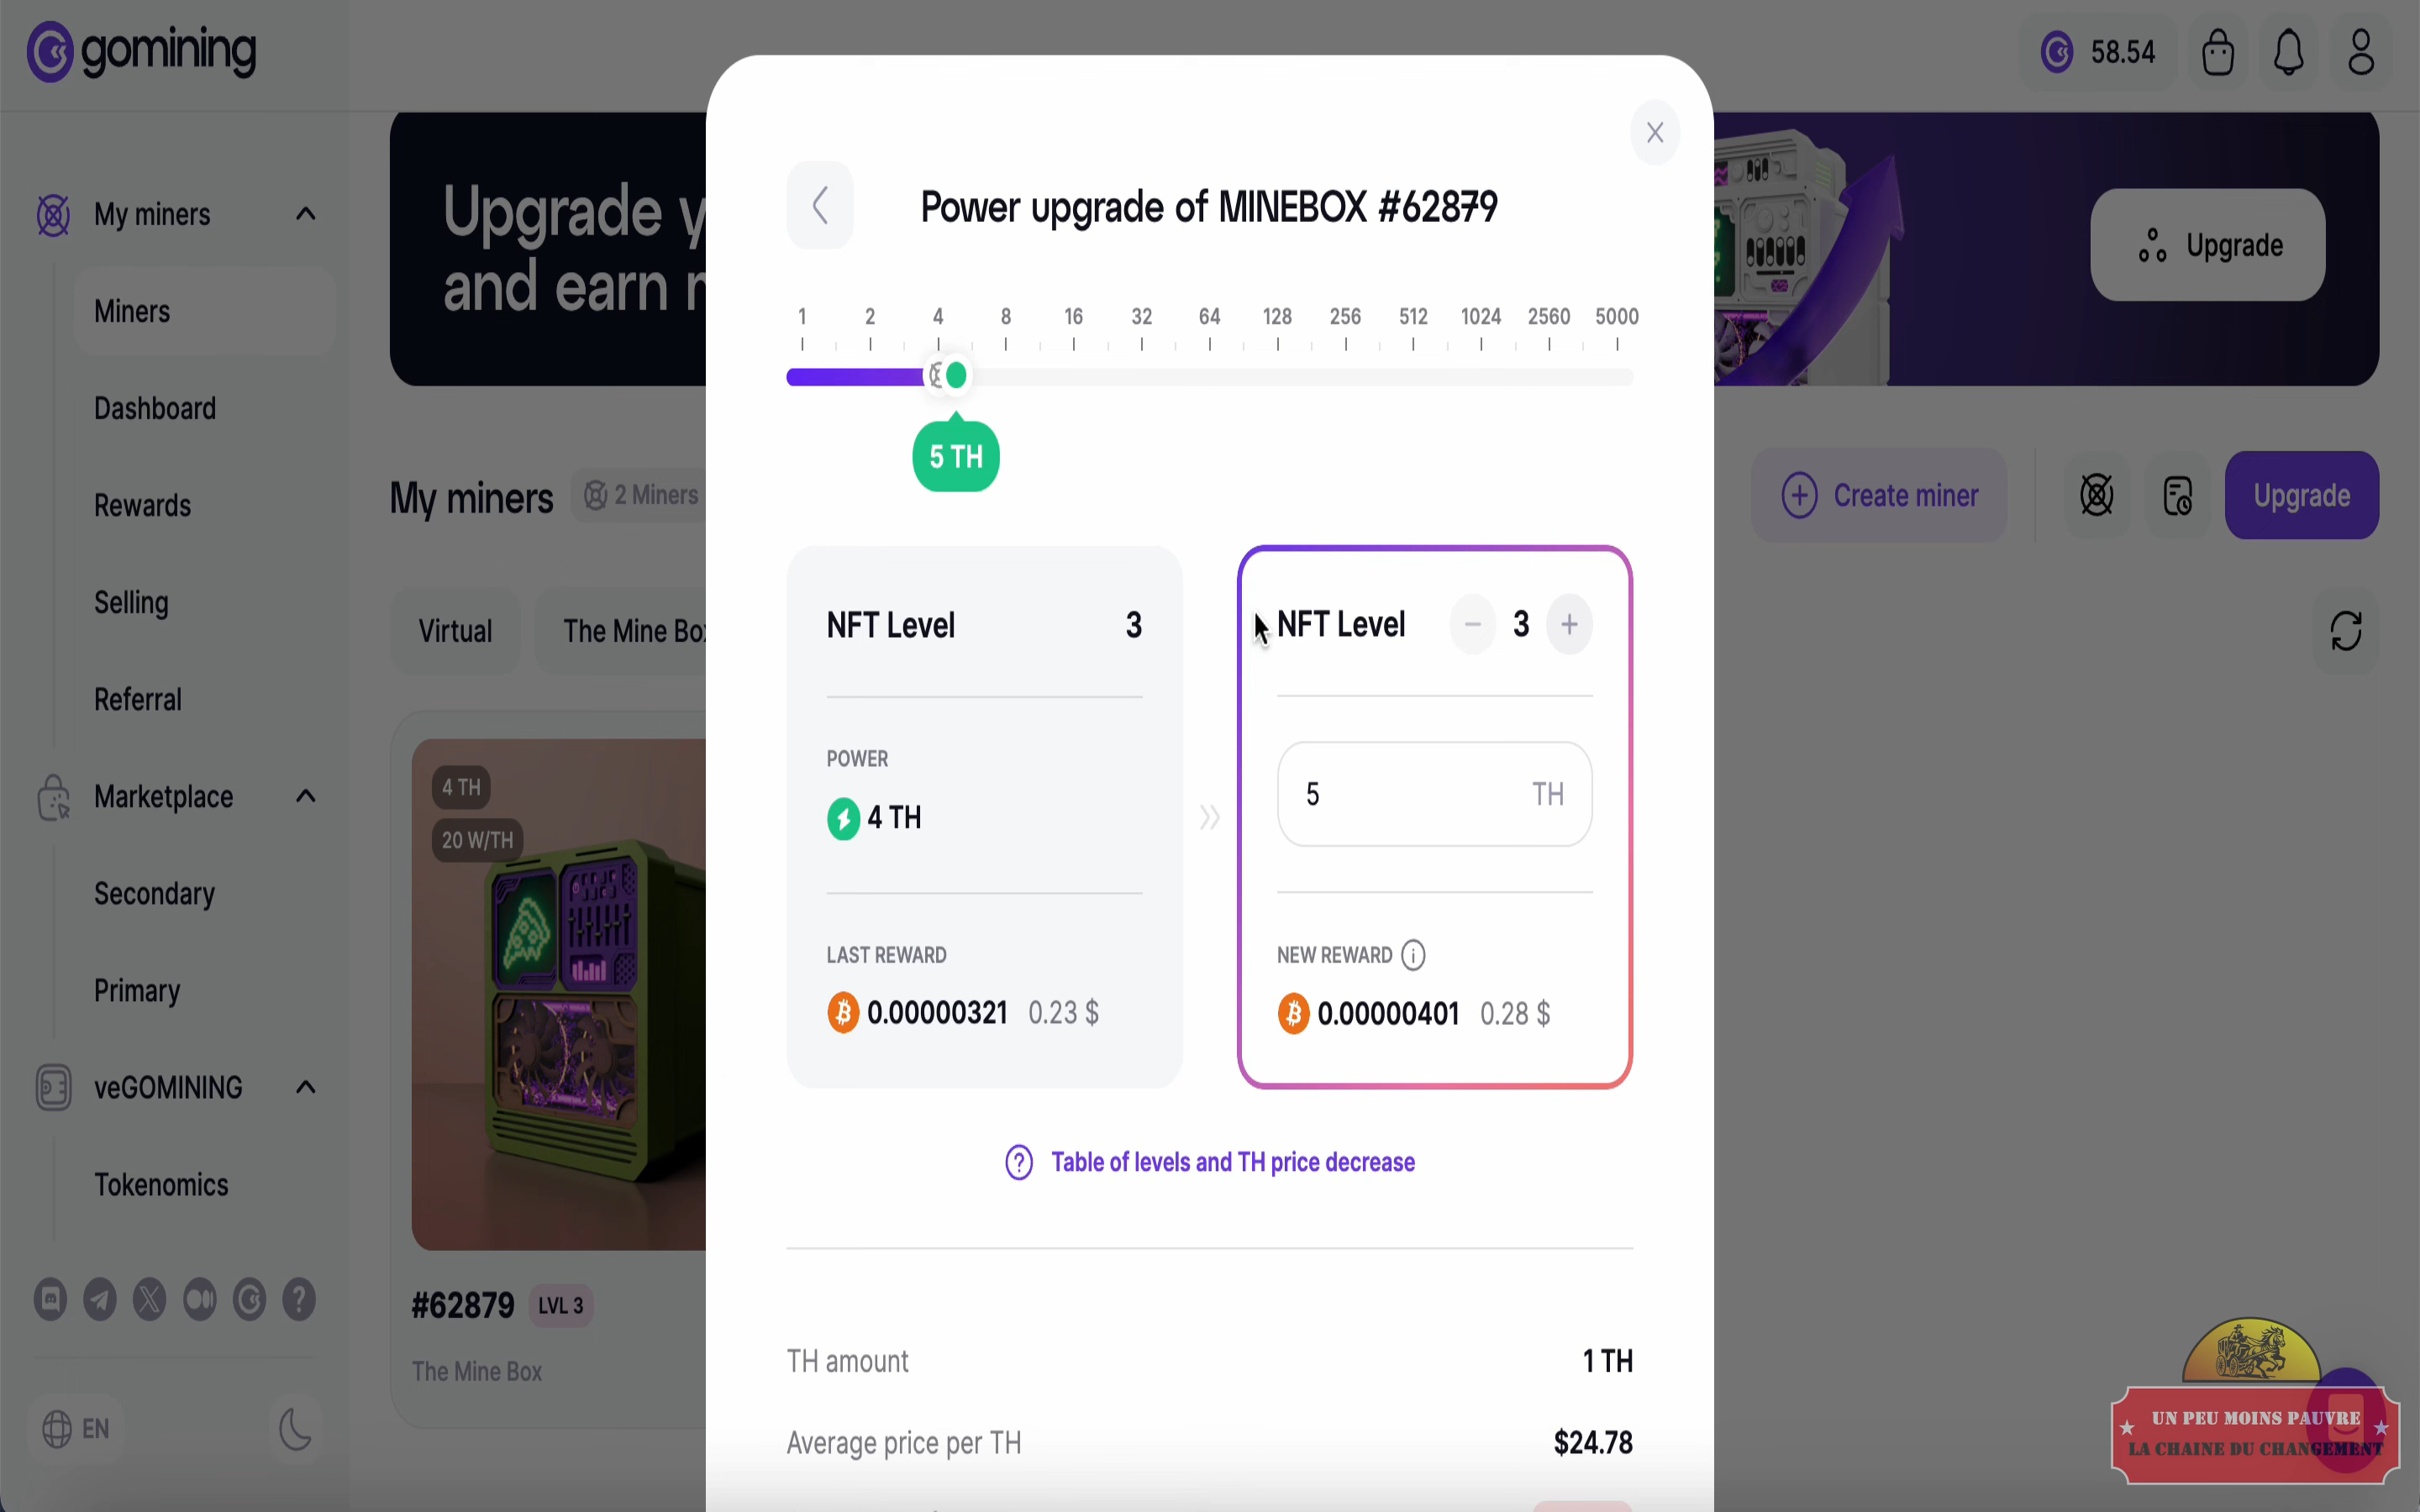 gomining
58.54
My miners
Miners
Dashboard
Rewards
Selling
Referral
Marketplace
Secondary
Primary
veGOMINING
Tokenomics
EN
Upgrade
and earn
Upgrade
My miners
2 Miners
Create miner
Upgrade
Virtual
The Mine Bo
4 TH
20 W/TH
#62879
LVL 3
The Mine Box
Power upgrade of MINEBOX #62879
1 2 4 8 16 32 64 128 256 512 1024 2560 5000
5 TH
NFT Level 3
POWER
4 TH
LAST REWARD
0.00000321 0.23 $
NFT Level − 3 +
5 TH
NEW REWARD
0.00000401 0.28 $
Table of levels and TH price decrease
TH amount 1 TH
Average price per TH $24.78
UN PEU MOINS PAUVRE
LA CHAINE DU CHANGEMENT